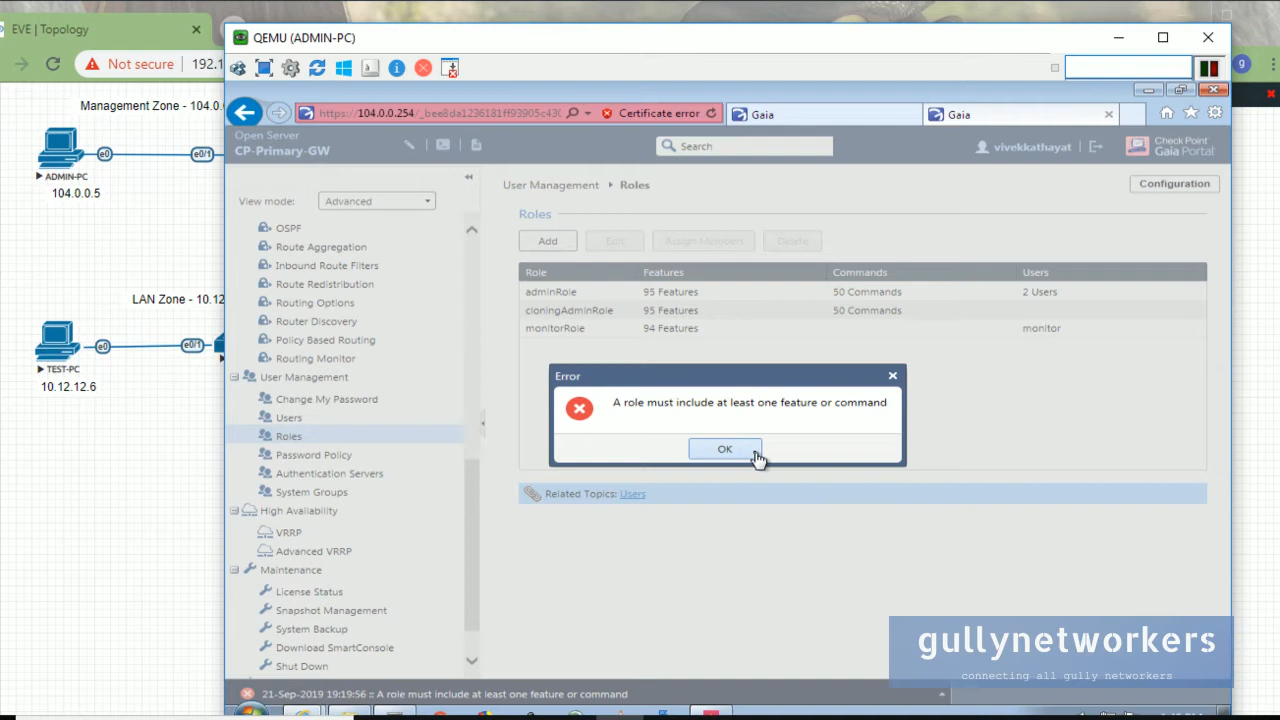 EVE | Topology
Not secure
192.1
g
Management Zone - 104.0.
e0
e0/1
ADMIN-PC
104.0.0.5
LAN Zone - 10.12
e0
e0/1
TEST-PC
10.12.12.6
QEMU (ADMIN-PC)
https://104.0.0.254/_bee8da1236181ff93905c43
Certificate error
Gaia
Gaia
Open Server
CP-Primary-GW
Search
vivekkathayat
Check Point
Gaia Portal
View mode:
Advanced
OSPF
Route Aggregation
Inbound Route Filters
Route Redistribution
Routing Options
Router Discovery
Policy Based Routing
Routing Monitor
User Management
Change My Password
Users
Roles
Password Policy
Authentication Servers
System Groups
High Availability
VRRP
Advanced VRRP
Maintenance
License Status
Snapshot Management
System Backup
Download SmartConsole
Shut Down
User Management
Roles
Configuration
Roles
Add
Edit
Assign Members
Delete
Role Features Commands Users
adminRole 95 Features 50 Commands 2 Users
cloningAdminRole 95 Features 50 Commands
monitorRole 94 Features monitor
Error
A role must include at least one feature or command
OK
Related Topics: Users
21-Sep-2019 19:19:56 :: A role must include at least one feature or command
gullynetworkers
connecting all gully networkers